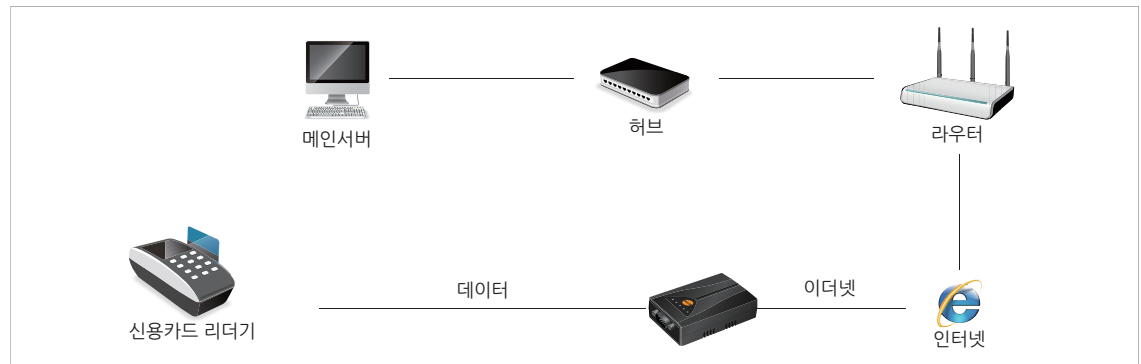 메인서버
허브
라우터
신용카드 리더기
데이터
이더넷
인터넷